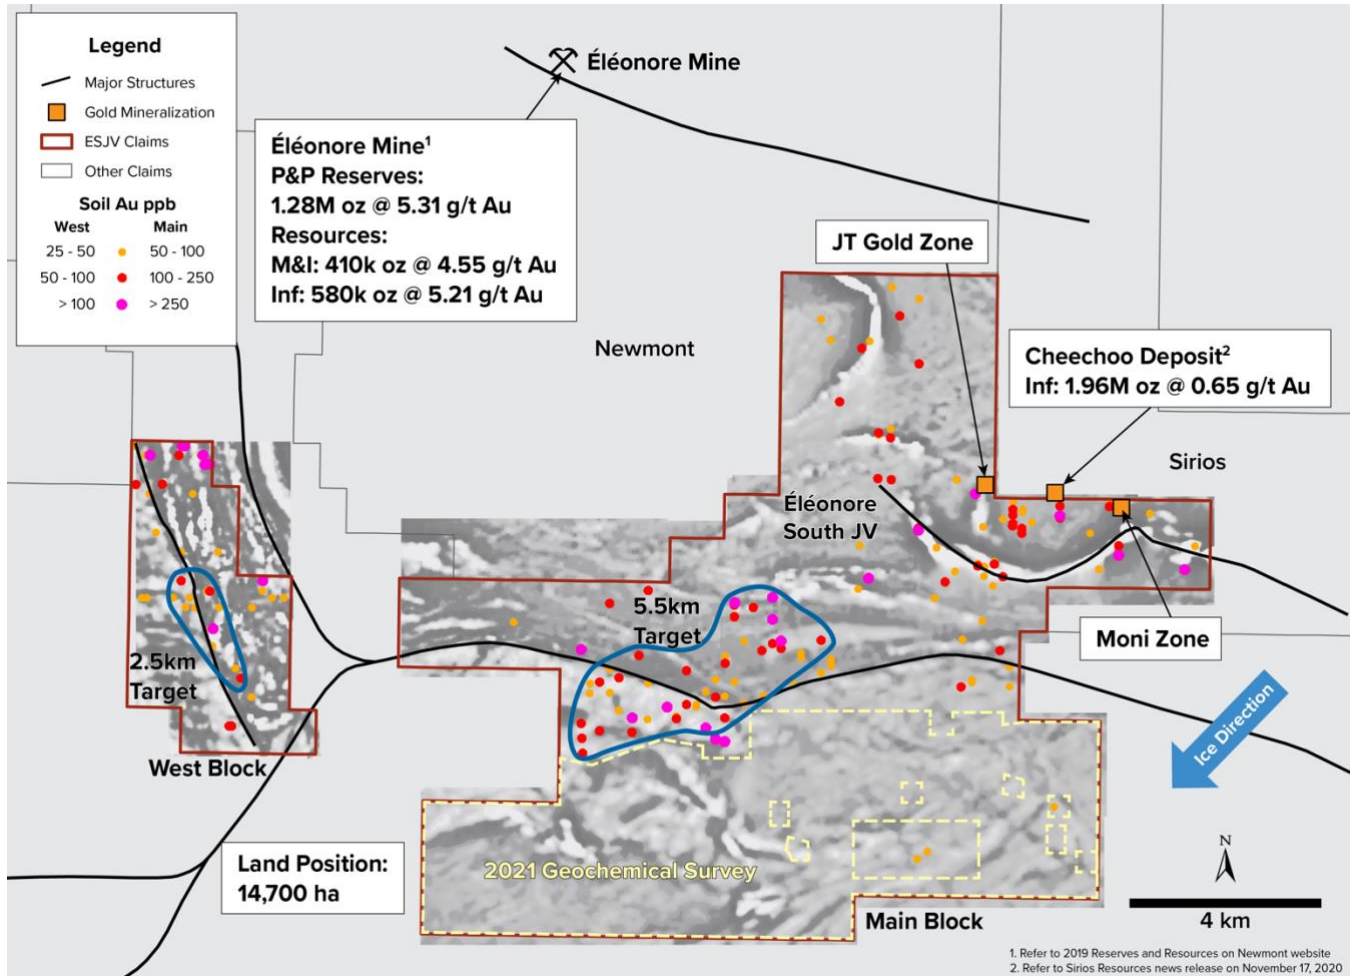 Legend
Major Structures
Gold Mineralization
ESJV Claims
Other Claims
Soil Au ppb
West Main
25 - 50 50 - 100
50 - 100 100 - 250
> 100 > 250
Éléonore Mine
Éléonore Mine¹
P&P Reserves:
1.28M oz @ 5.31 g/t Au
Resources:
M&I: 410k oz @ 4.55 g/t Au
Inf: 580k oz @ 5.21 g/t Au
JT Gold Zone
Newmont
Cheechoo Deposit²
Inf: 1.96M oz @ 0.65 g/t Au
Sirios
Éléonore
South JV
5.5km
Target
Moni Zone
2.5km
Target
West Block
Ice Direction
Land Position:
14,700 ha
2021 Geochemical Survey
Main Block
N
4 km
1. Refer to 2019 Reserves and Resources on Newmont website
2. Refer to Sirios Resources news release on November 17, 2020